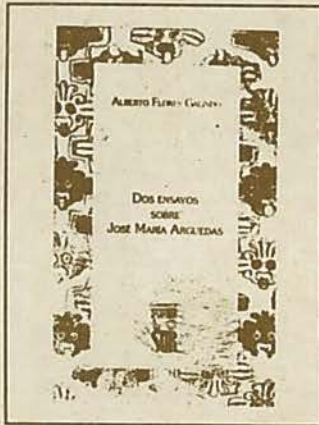 ALBERTO FLORES GALINDO
DOS ENSAYOS
SOBRE
JOSÉ MARÍA ARGUEDAS